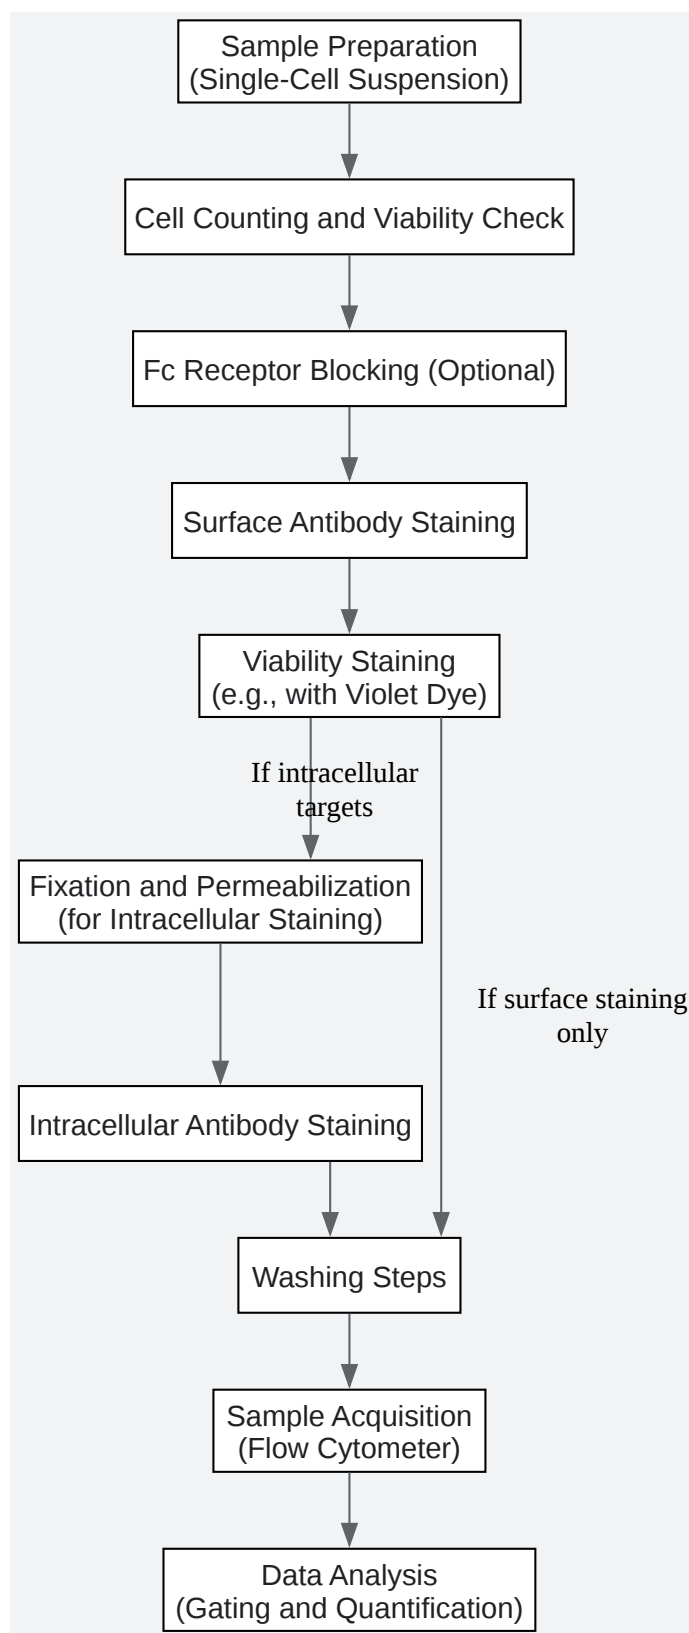 Sample Preparation
(Single-Cell Suspension)
Cell Counting and Viability Check
Fc Receptor Blocking (Optional)
Surface Antibody Staining
Viability Staining
(e.g., with Violet Dye)
If intracellular
targets
Fixation and Permeabilization
(for Intracellular Staining)
If surface staining
only
Intracellular Antibody Staining
Washing Steps
Sample Acquisition
(Flow Cytometer)
Data Analysis
(Gating and Quantification)